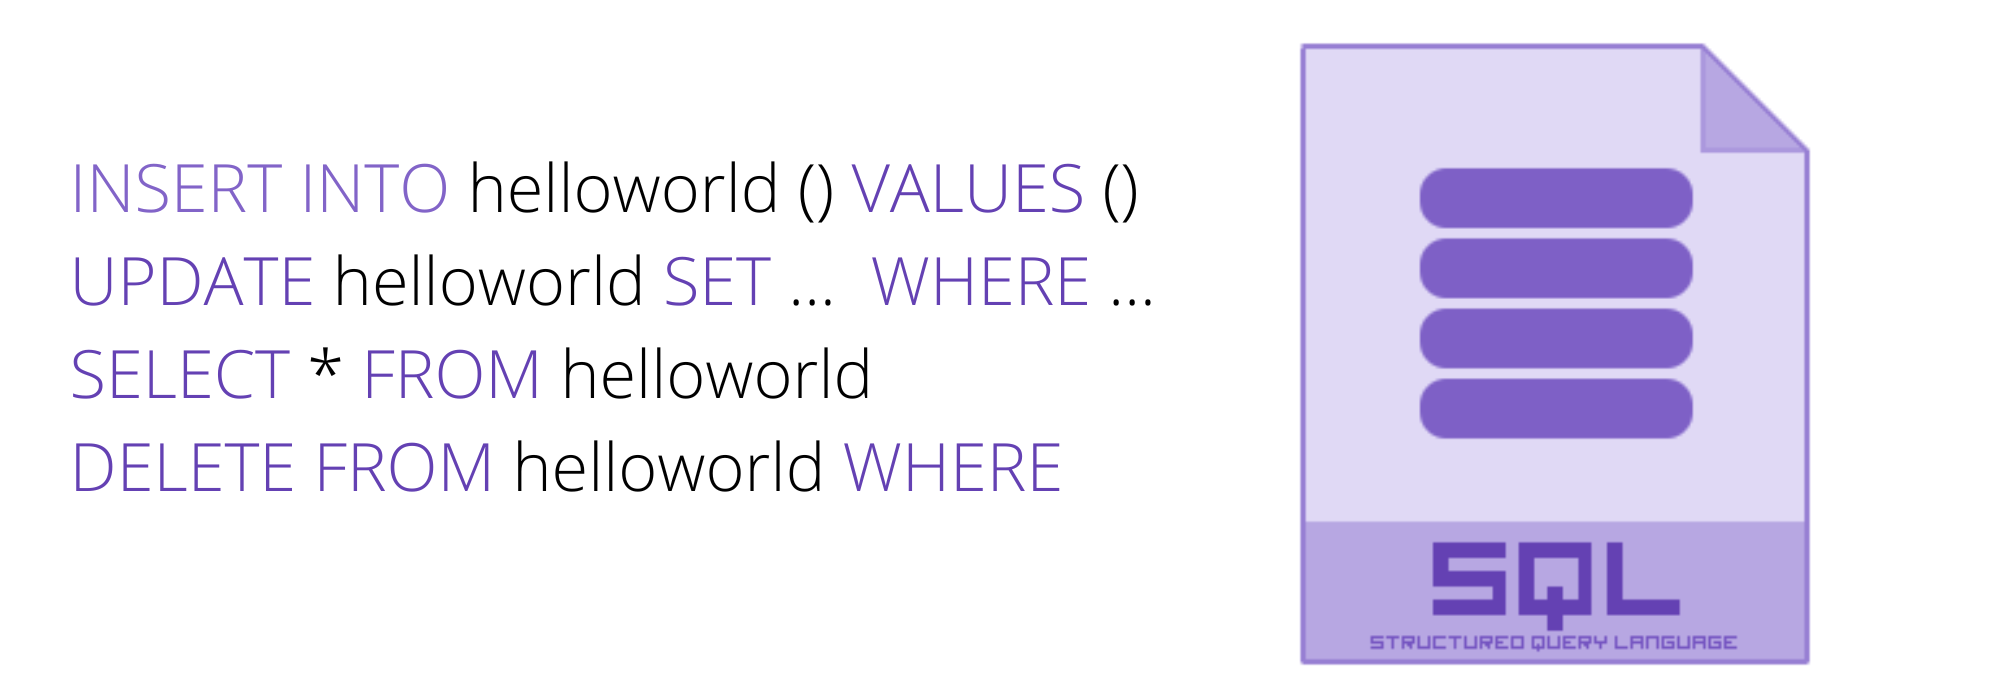 INSERT INTO helloworld () VALUES ()
UPDATE helloworld SET ... WHERE ...
SELECT * FROM helloworld
DELETE FROM helloworld WHERE
SQL
STRUCTURED QUERY LANGUAGE